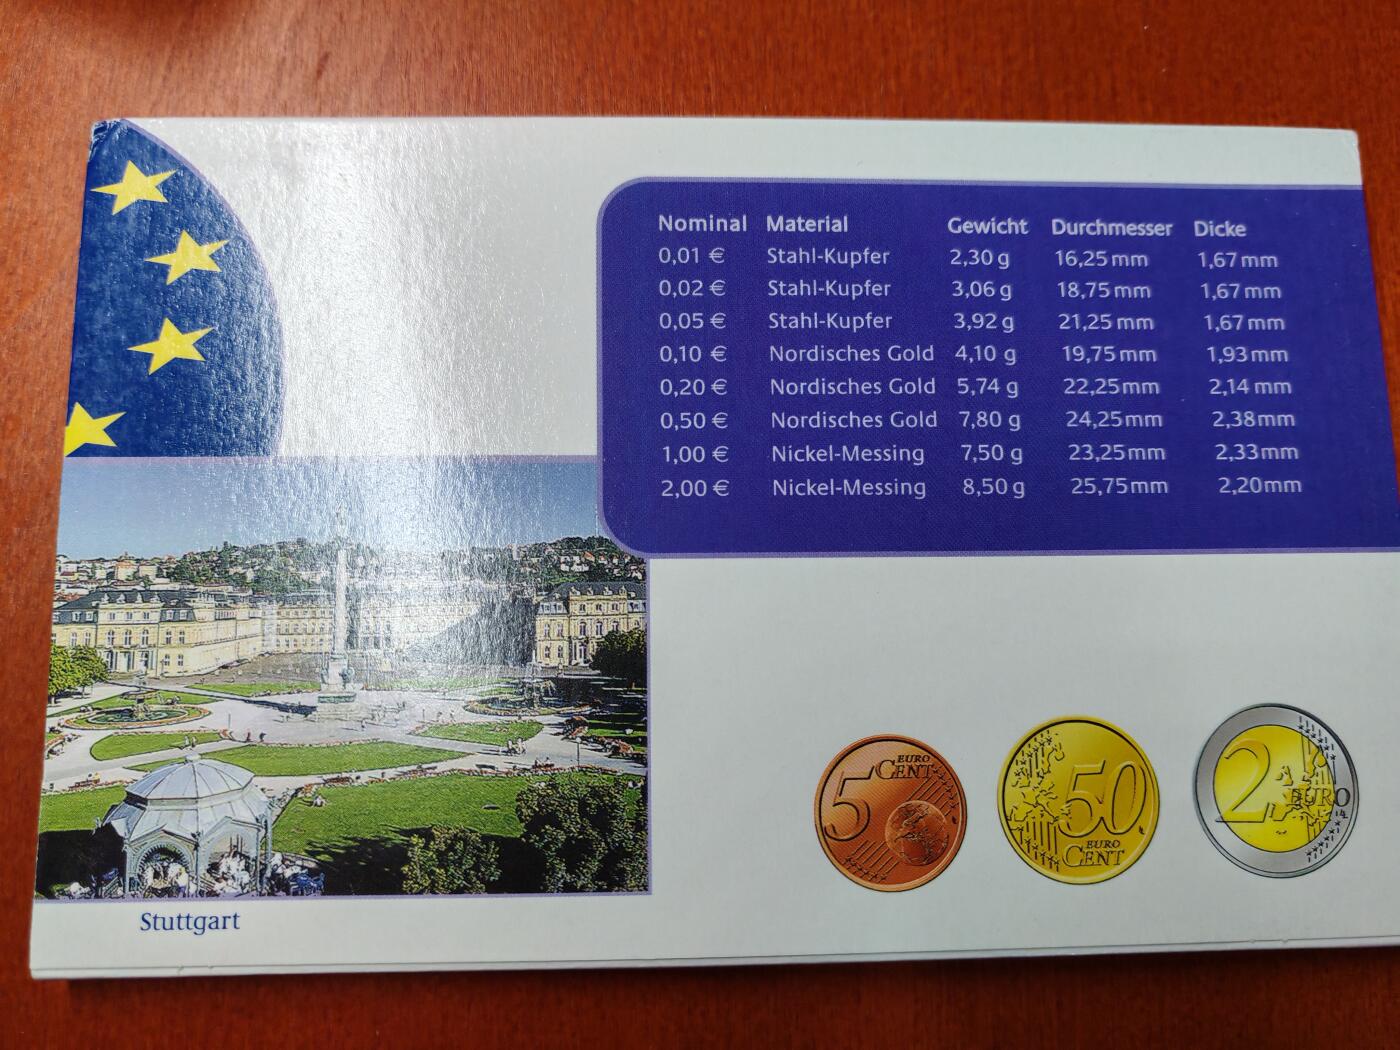 Nominal Material Gewicht Durchmesser Dicke
0,01 € Stahl-Kupfer 2,30 g 16,25 mm 1,67 mm
0,02 € Stahl-Kupfer 3,06 g 18,75 mm 1,67 mm
0,05 € Stahl-Kupfer 3,92 g 21,25 mm 1,67 mm
0,10 € Nordisches Gold 4,10 g 19,75 mm 1,93 mm
0,20 € Nordisches Gold 5,74 g 22,25 mm 2,14 mm
0,50 € Nordisches Gold 7,80 g 24,25 mm 2,38 mm
1,00 € Nickel-Messing 7,50 g 23,25 mm 2,33 mm
2,00 € Nickel-Messing 8,50 g 25,75 mm 2,20 mm
5 EURO
CENT
50
EURO
CENT
2 EURO
Stuttgart